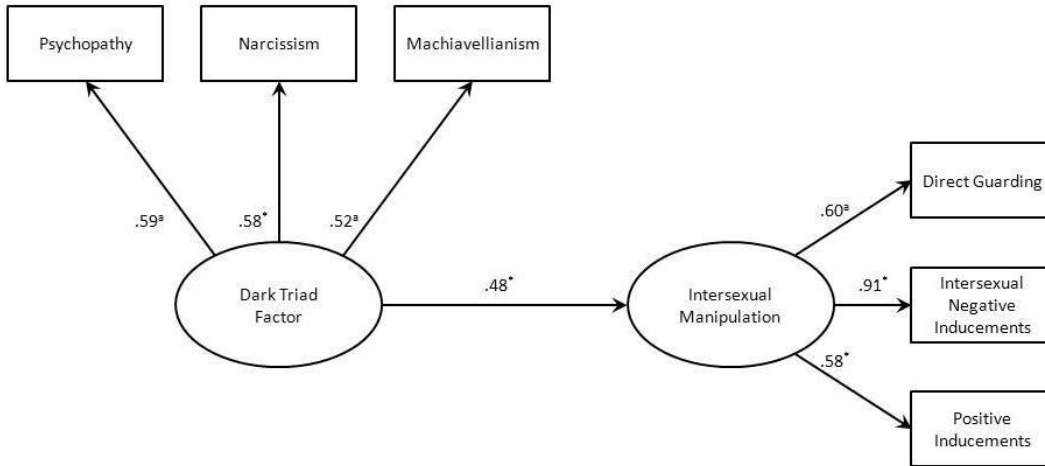 Psychopathy
Narcissism
Machiavellianism
.59ª
.58*
.52ª
Dark Triad
Factor
.48*
Intersexual
Manipulation
.60ª
Direct Guarding
.91*
Intersexual
Negative
Inducements
.58*
Positive
Inducements